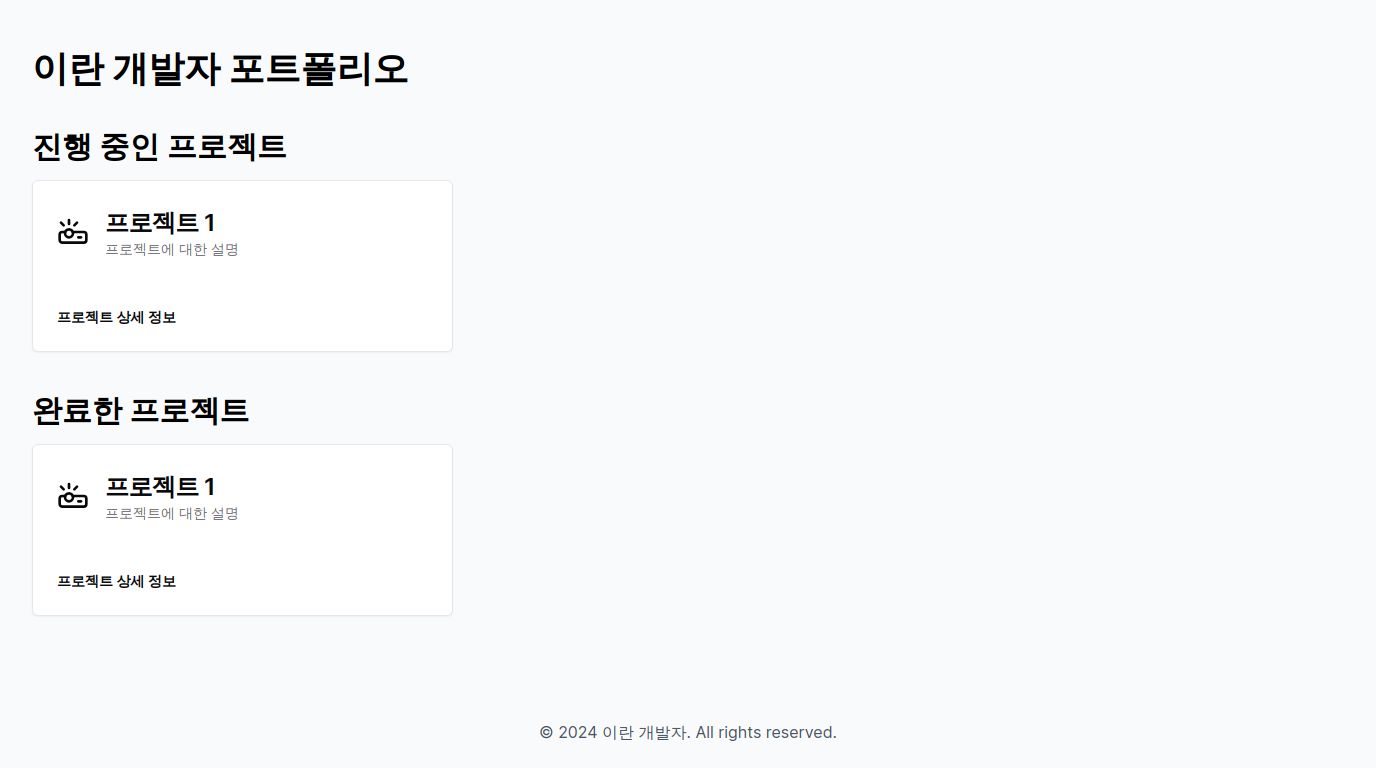 이란 개발자 포트폴리오
진행 중인 프로젝트
프로젝트 1
프로젝트에 대한 설명
프로젝트 상세 정보
완료한 프로젝트
프로젝트 1
프로젝트에 대한 설명
프로젝트 상세 정보
© 2024 이란 개발자. All rights reserved.